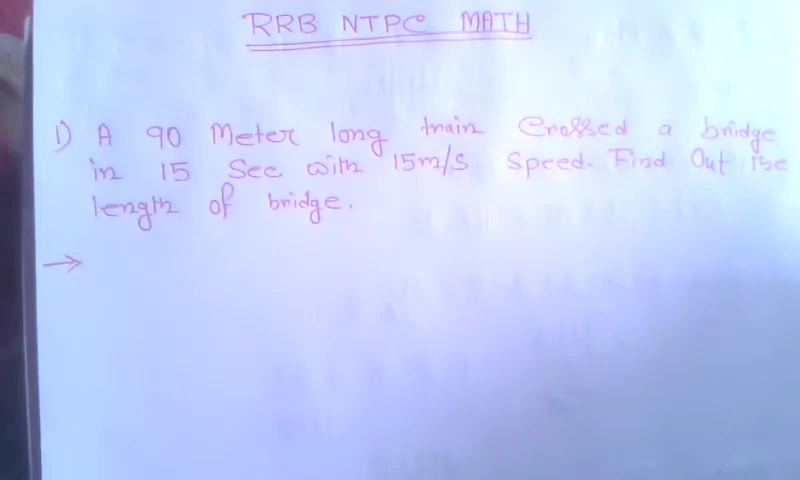 RRB NTPC MATH
1) A 90 Meter long train Crossed a bridge
in 15 Sec. with 15m/s Speed. Find Out the
length of bridge.
→